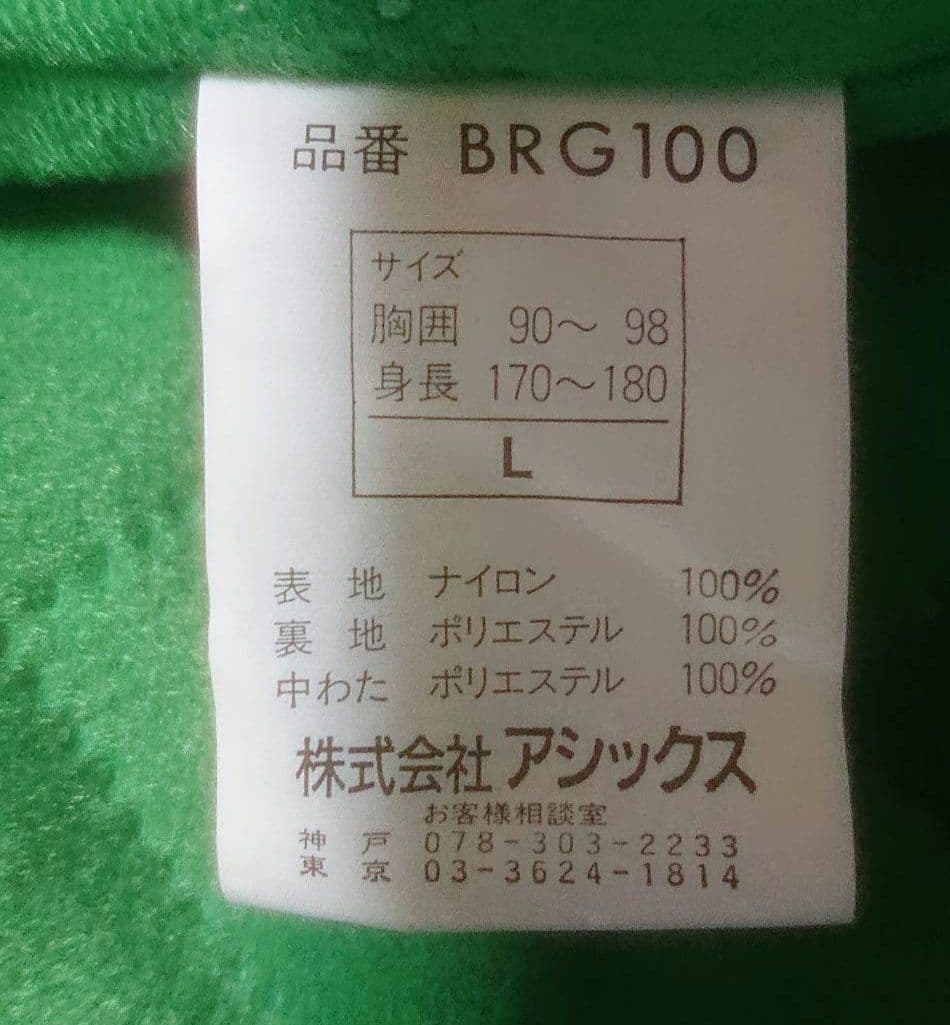 品番 BRG100
サイズ
胸囲 90〜 98
身長 170〜180
L
表地 ナイロン 100%
裏地 ポリエステル 100%
中わた ポリエステル 100%
株式会社アシックス
お客様相談室
神戸 078-303-2233
東京 03-3624-1814